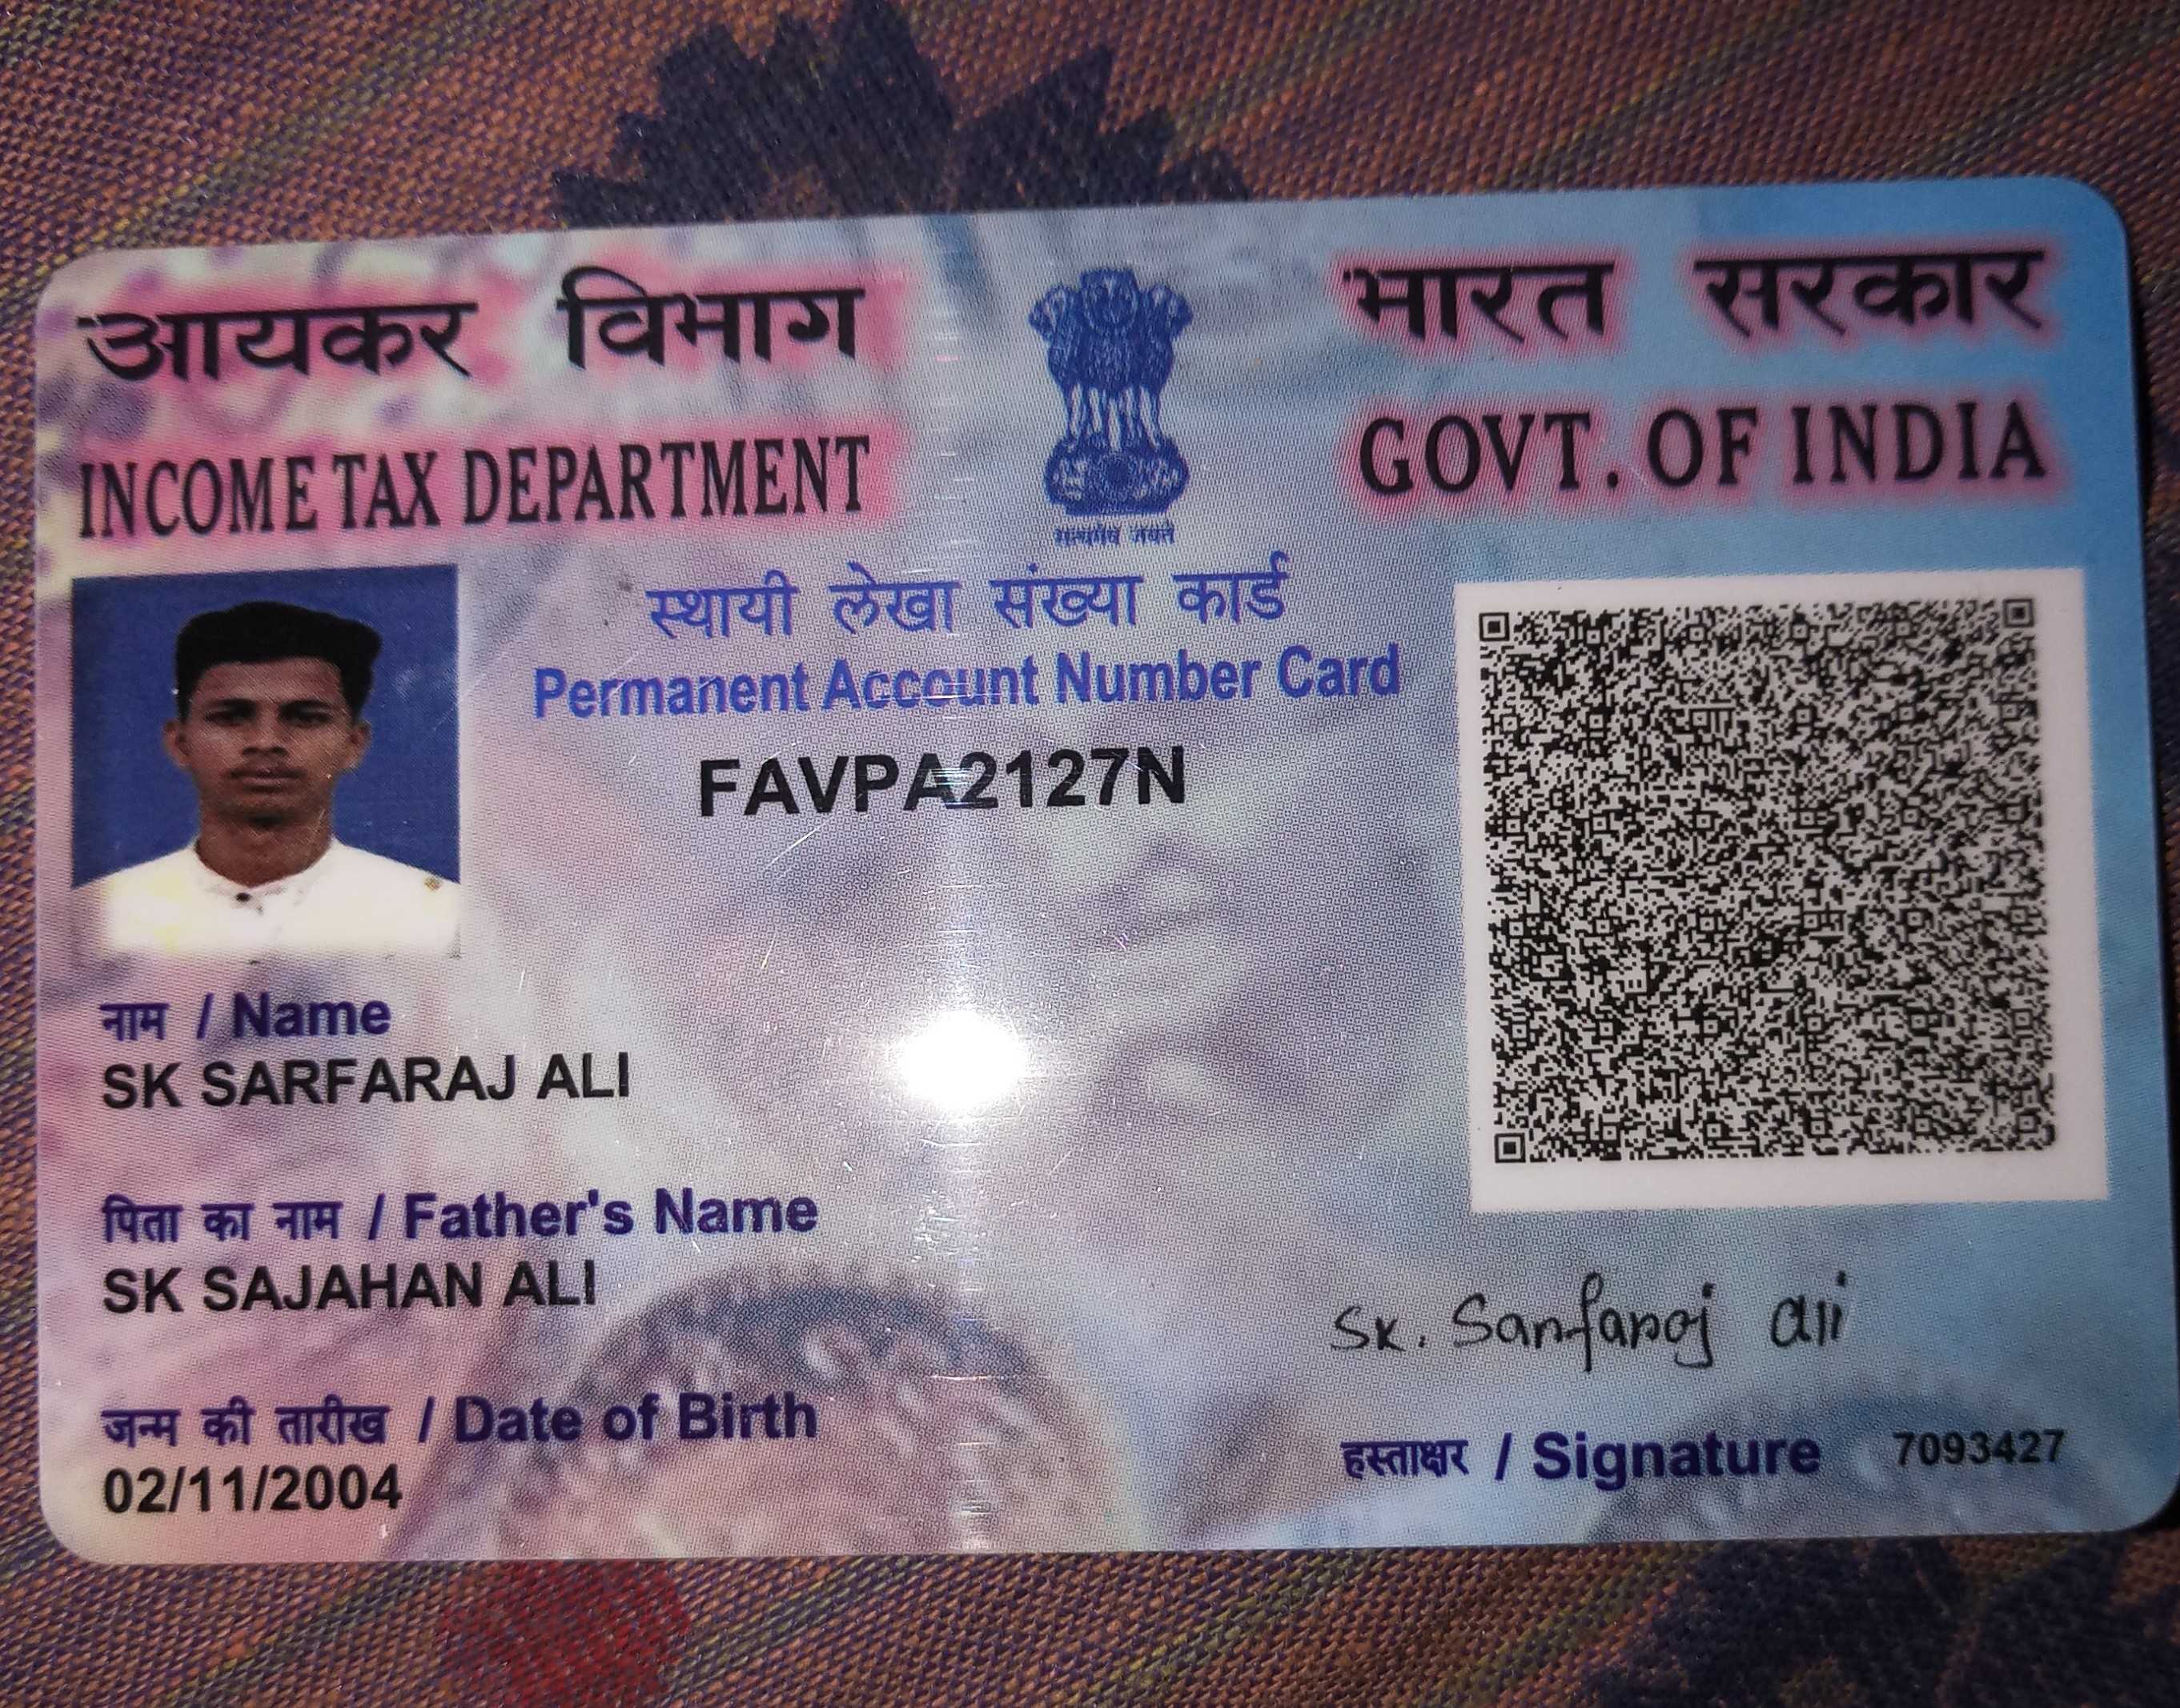 आयकर विभाग
INCOME TAX DEPARTMENT
भारत सरकार
GOVT. OF INDIA
सत्यमेव जयते
स्थायी लेखा संख्या कार्ड
Permanent Account Number Card
FAVPA2127N
नाम / Name
SK SARFARAJ ALI
पिता का नाम / Father's Name
SK SAJAHAN ALI
जन्म की तारीख / Date of Birth
02/11/2004
Sk. Sarfaraj Ali
हस्ताक्षर / Signature
7093427